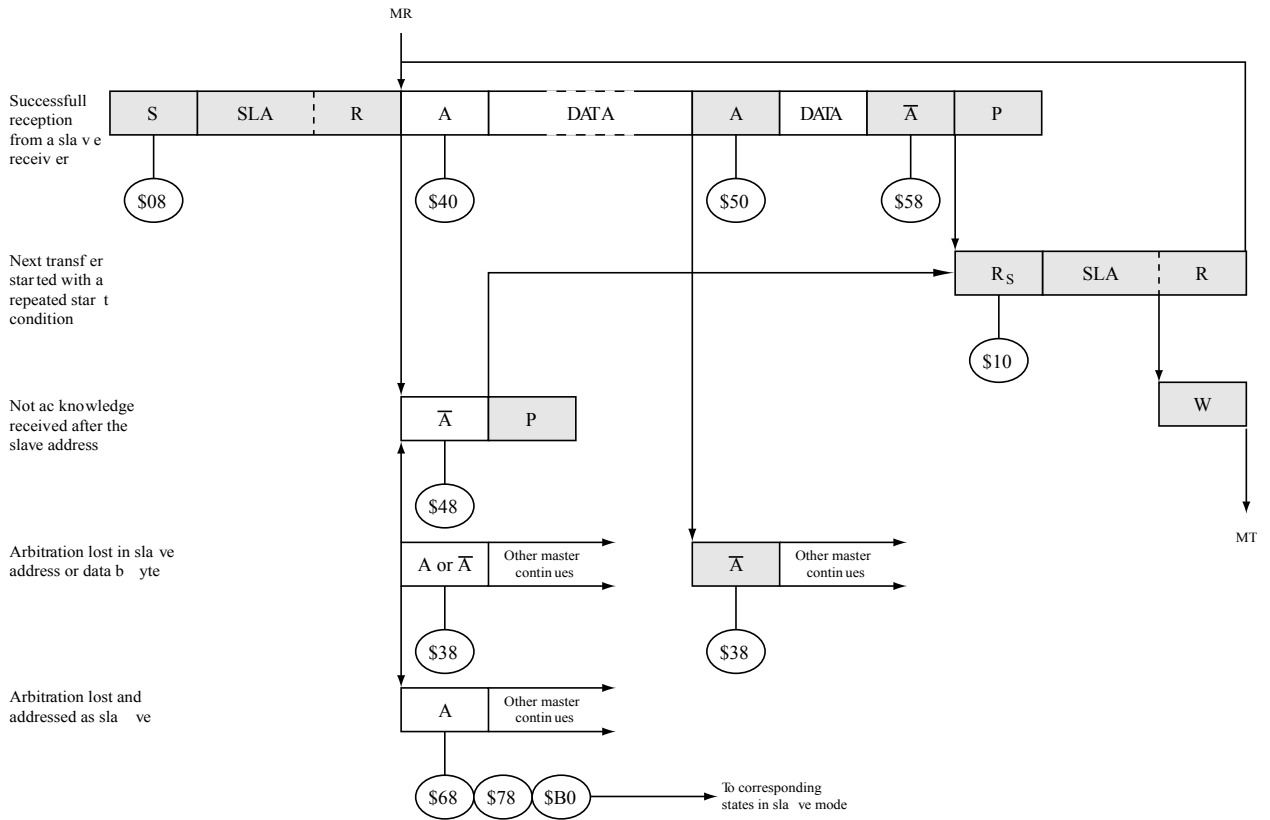 MR
Successfull
reception
from a sla v e
receiv er
S SLA R A DATA A DATA A̅ P
$08 $40 $50 $58
Next transf er
star ted with a
repeated star t
condition
RS SLA R
$10
Not ac knowledge
received after the
slave address
A̅ P
W
$48
MT
Arbitration lost in sla ve
address or data b yte
A or A̅
Other master
contin ues
A̅
Other master
contin ues
$38 $38
Arbitration lost and
addressed as sla ve
A
Other master
contin ues
$68 $78 $B0
To corresponding
states in sla ve mode